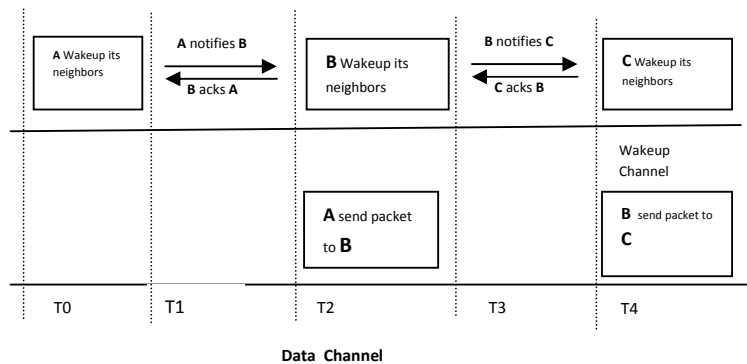 A Wakeup its
neighbors
A notifies B
B acks A
B Wakeup its
neighbors
B notifies C
C acks B
C Wakeup its
neighbors
Wakeup
Channel
A send packet
to B
B send packet to
C
T0
T1
T2
T3
T4
Data Channel